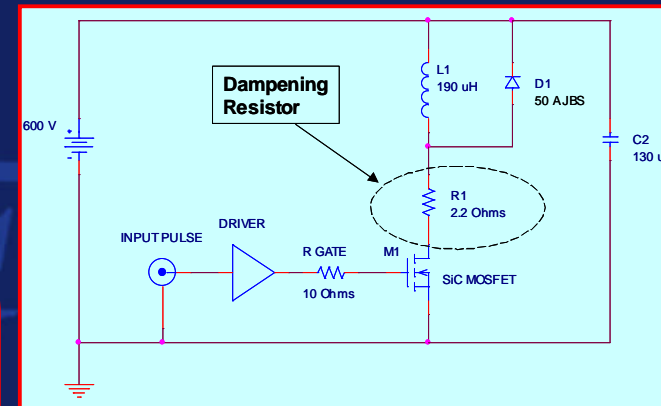 L1
190 uH
D1
50 AJBS
Dampening
Resistor
600 V
+
-
C2
130 u
R1
2.2 Ohms
DRIVER
INPUT PULSE
R GATE
M1
10 Ohms
SiC MOSFET